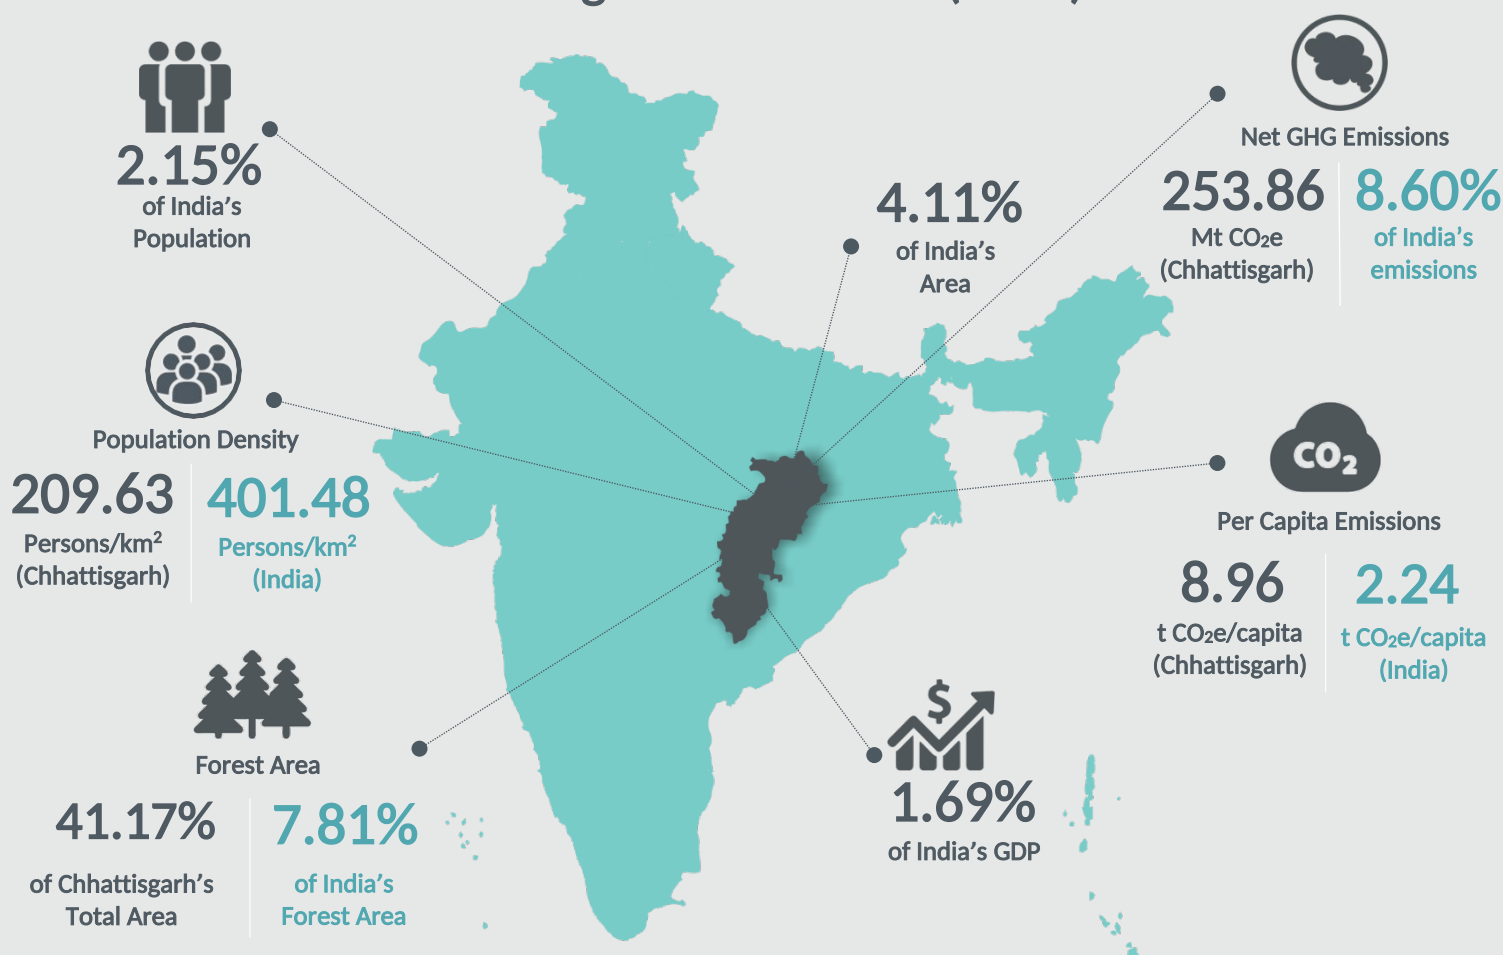 2.15%
of India's
Population
4.11%
of India's
Area
Net GHG Emissions
253.86
Mt CO₂e
(Chhattisgarh)
8.60%
of India's
emissions
Population Density
209.63
Persons/km²
(Chhattisgarh)
401.48
Persons/km²
(India)
CO₂
Per Capita Emissions
8.96
t CO₂e/capita
(Chhattisgarh)
2.24
t CO₂e/capita
(India)
Forest Area
41.17%
of Chhattisgarh's
Total Area
7.81%
of India's
Forest Area
$
1.69%
of India's GDP